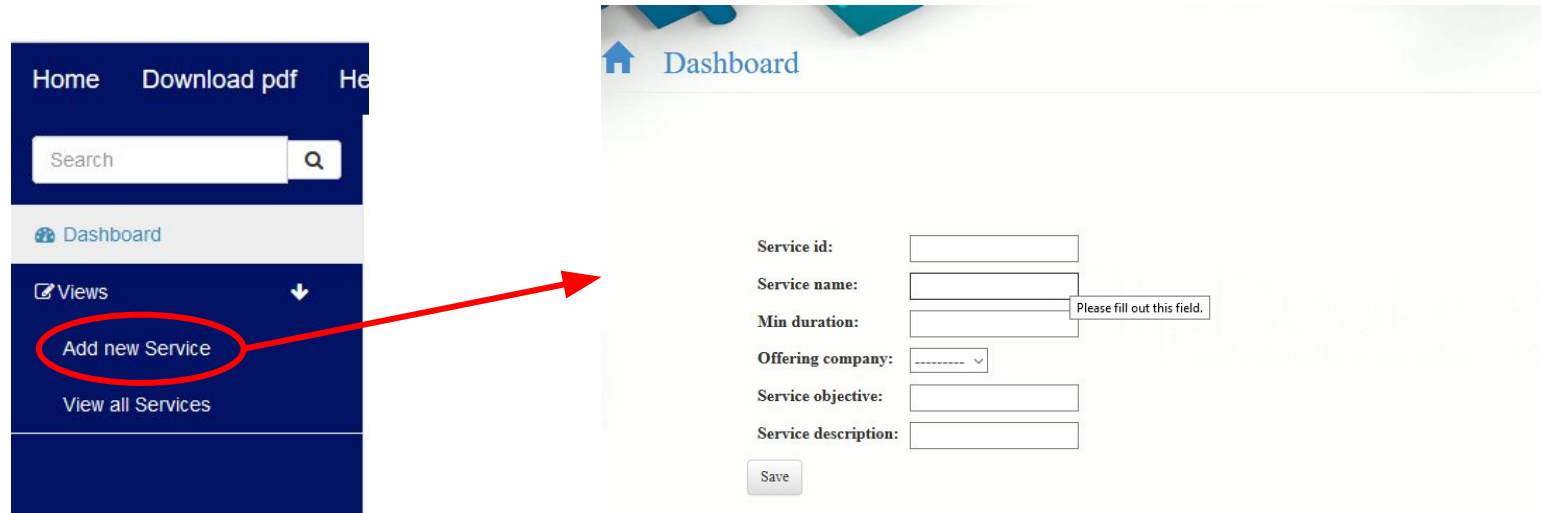 Home Download pdf He
Search
Dashboard
Views
Add new Service
View all Services
Dashboard
Service id:
Service name:
Please fill out this field.
Min duration:
Offering company: ---------
Service objective:
Service description:
Save